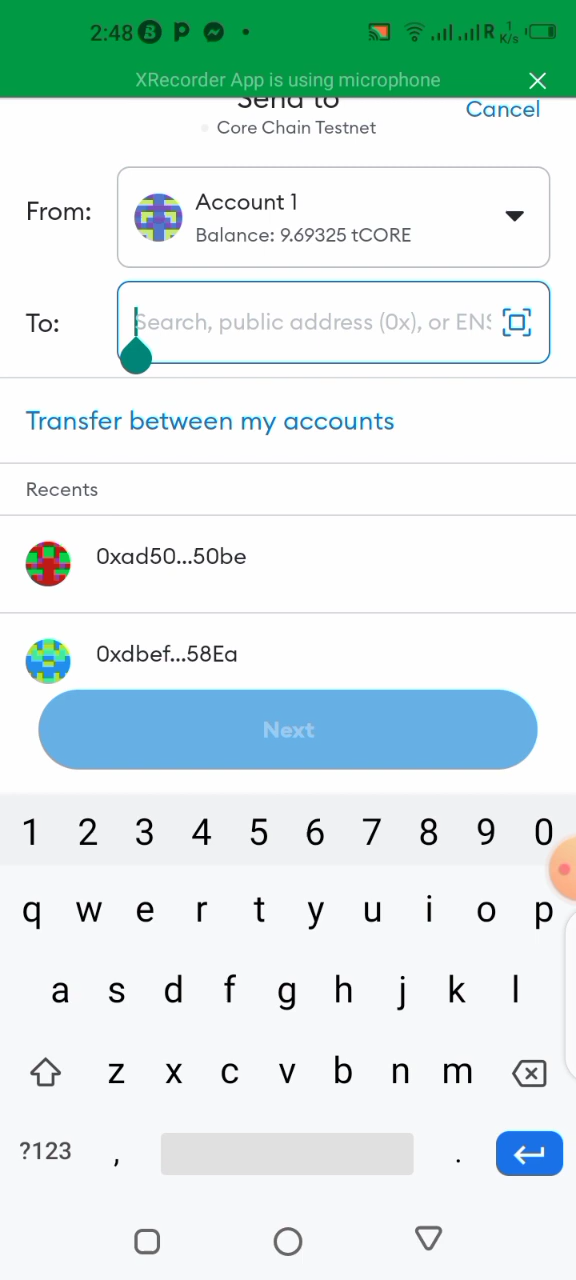 2:48
R 1 K/s
XRecorder App is using microphone
Send to
Cancel
Core Chain Testnet
From:
Account 1
Balance: 9.69325 tCORE
To:
Search, public address (0x), or ENS
Transfer between my accounts
Recents
0xad50...50be
0xdbef...58Ea
Next
1 2 3 4 5 6 7 8 9 0
q w e r t y u i o p
a s d f g h j k l
z x c v b n m
?123 , .